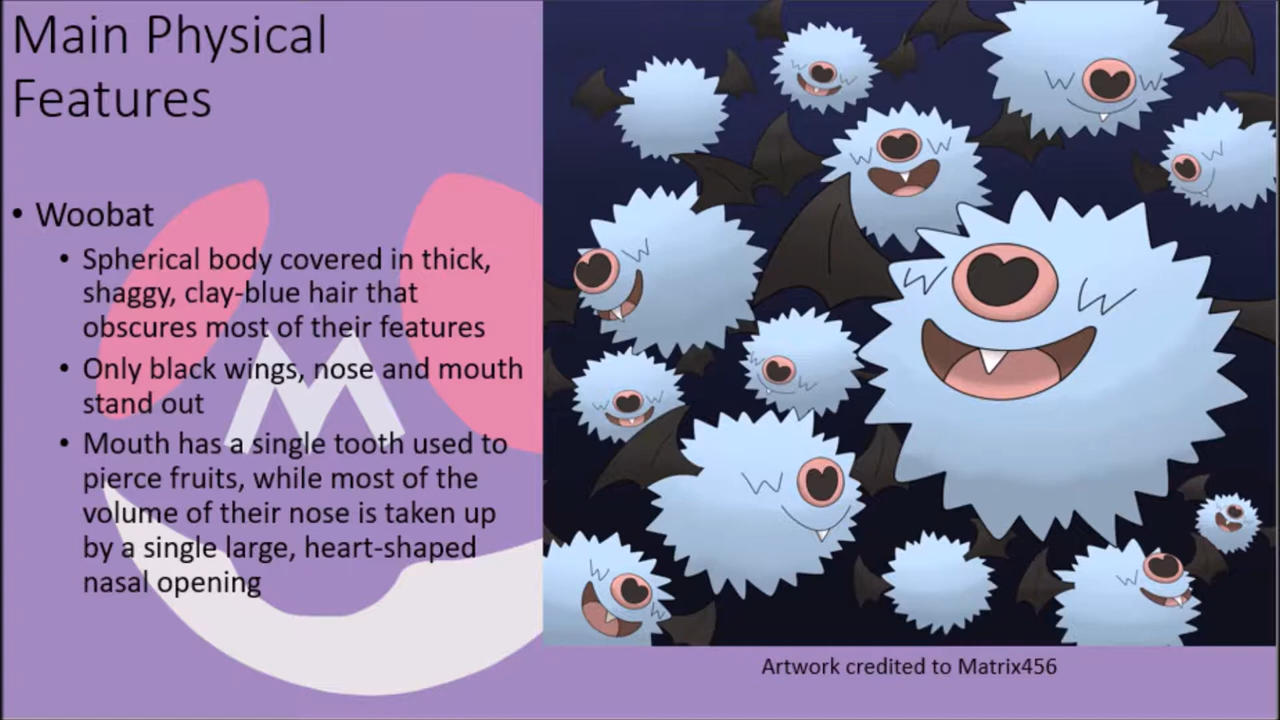 Main Physical
Features
• Woobat
• Spherical body covered in thick,
shaggy, clay-blue hair that
obscures most of their features
• Only black wings, nose and mouth
stand out
• Mouth has a single tooth used to
pierce fruits, while most of the
volume of their nose is taken up
by a single large, heart-shaped
nasal opening
Artwork credited to Matrix456